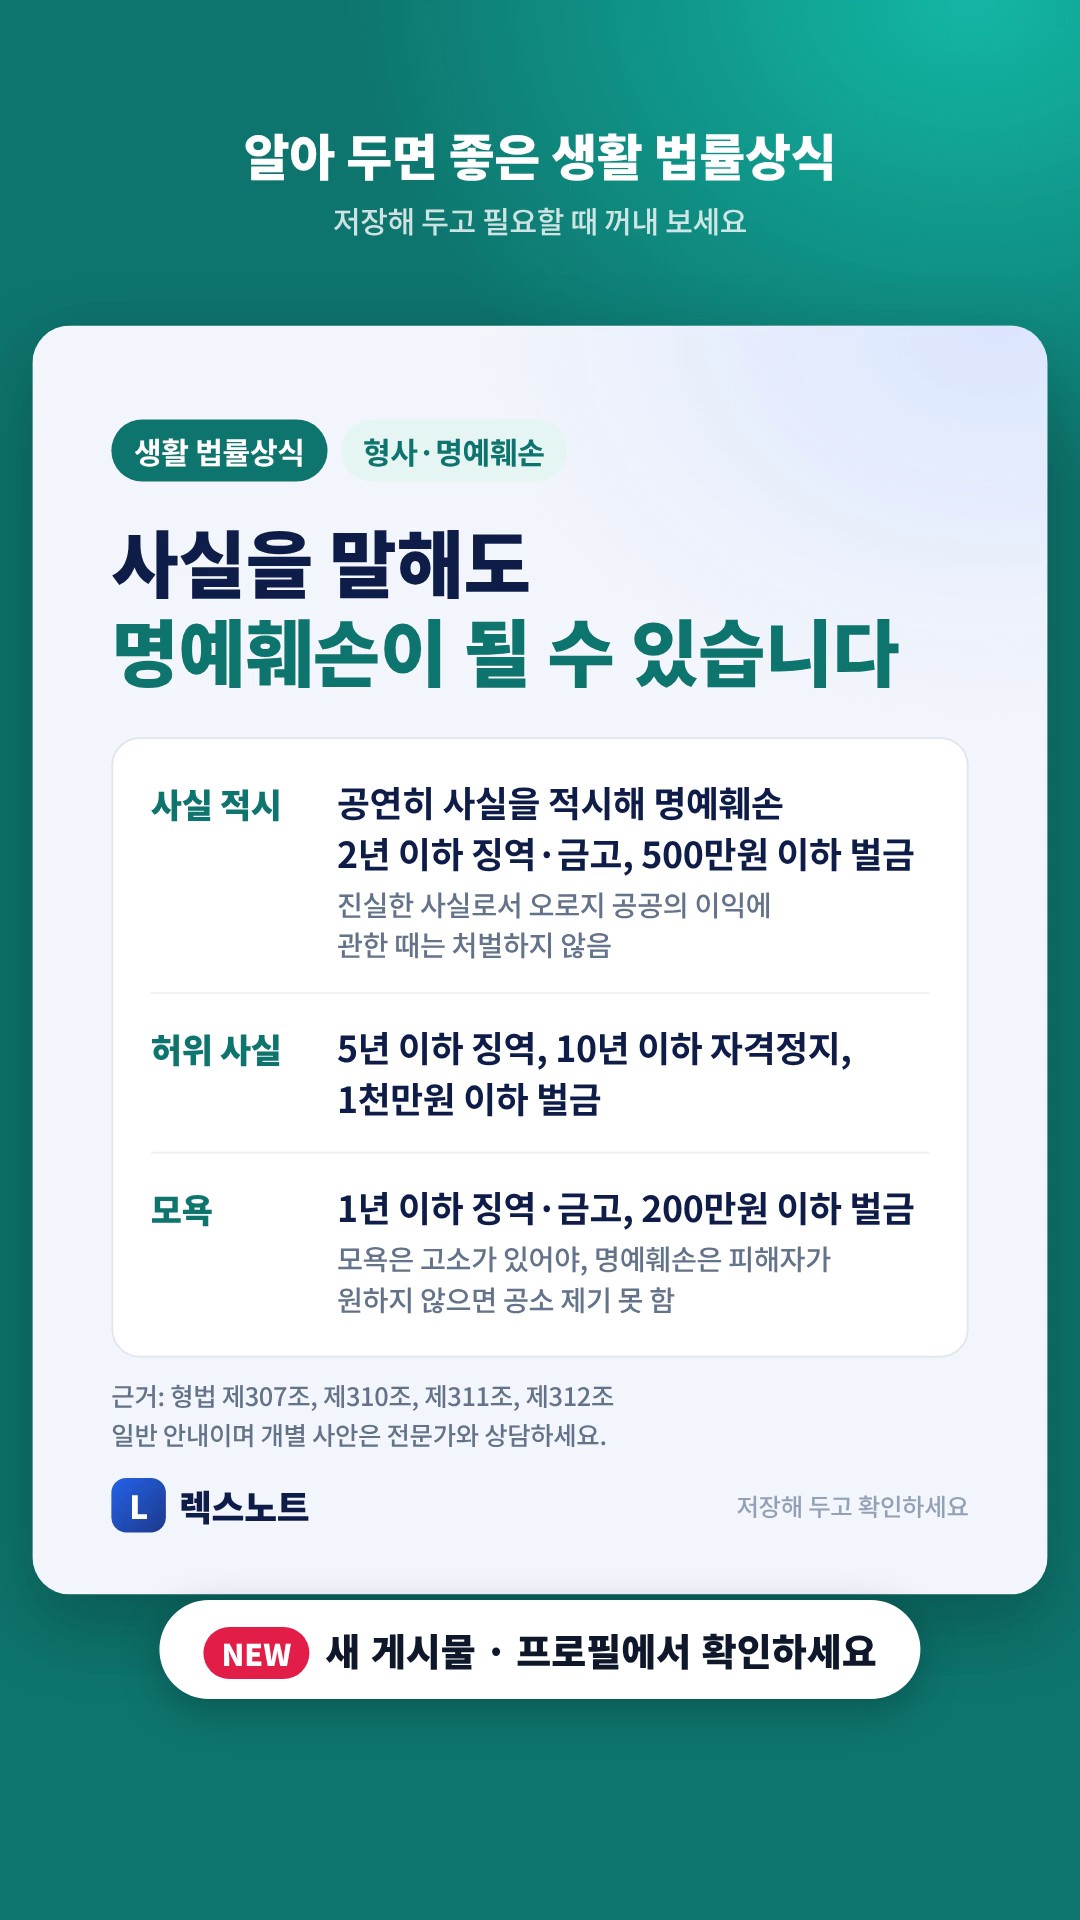 알아 두면 좋은 생활 법률상식
저장해 두고 필요할 때 꺼내 보세요
생활 법률상식
형사·명예훼손
사실을 말해도
명예훼손이 될 수 있습니다
사실 적시
공연히 사실을 적시해 명예훼손
2년 이하 징역·금고, 500만원 이하 벌금
진실한 사실로서 오로지 공공의 이익에
관한 때는 처벌하지 않음
허위 사실
5년 이하 징역, 10년 이하 자격정지,
1천만원 이하 벌금
모욕
1년 이하 징역·금고, 200만원 이하 벌금
모욕은 고소가 있어야, 명예훼손은 피해자가
원하지 않으면 공소 제기 못 함
근거: 형법 제307조, 제310조, 제311조, 제312조
일반 안내이며 개별 사안은 전문가와 상담하세요.
L 렉스노트
저장해 두고 확인하세요
NEW 새 게시물 · 프로필에서 확인하세요